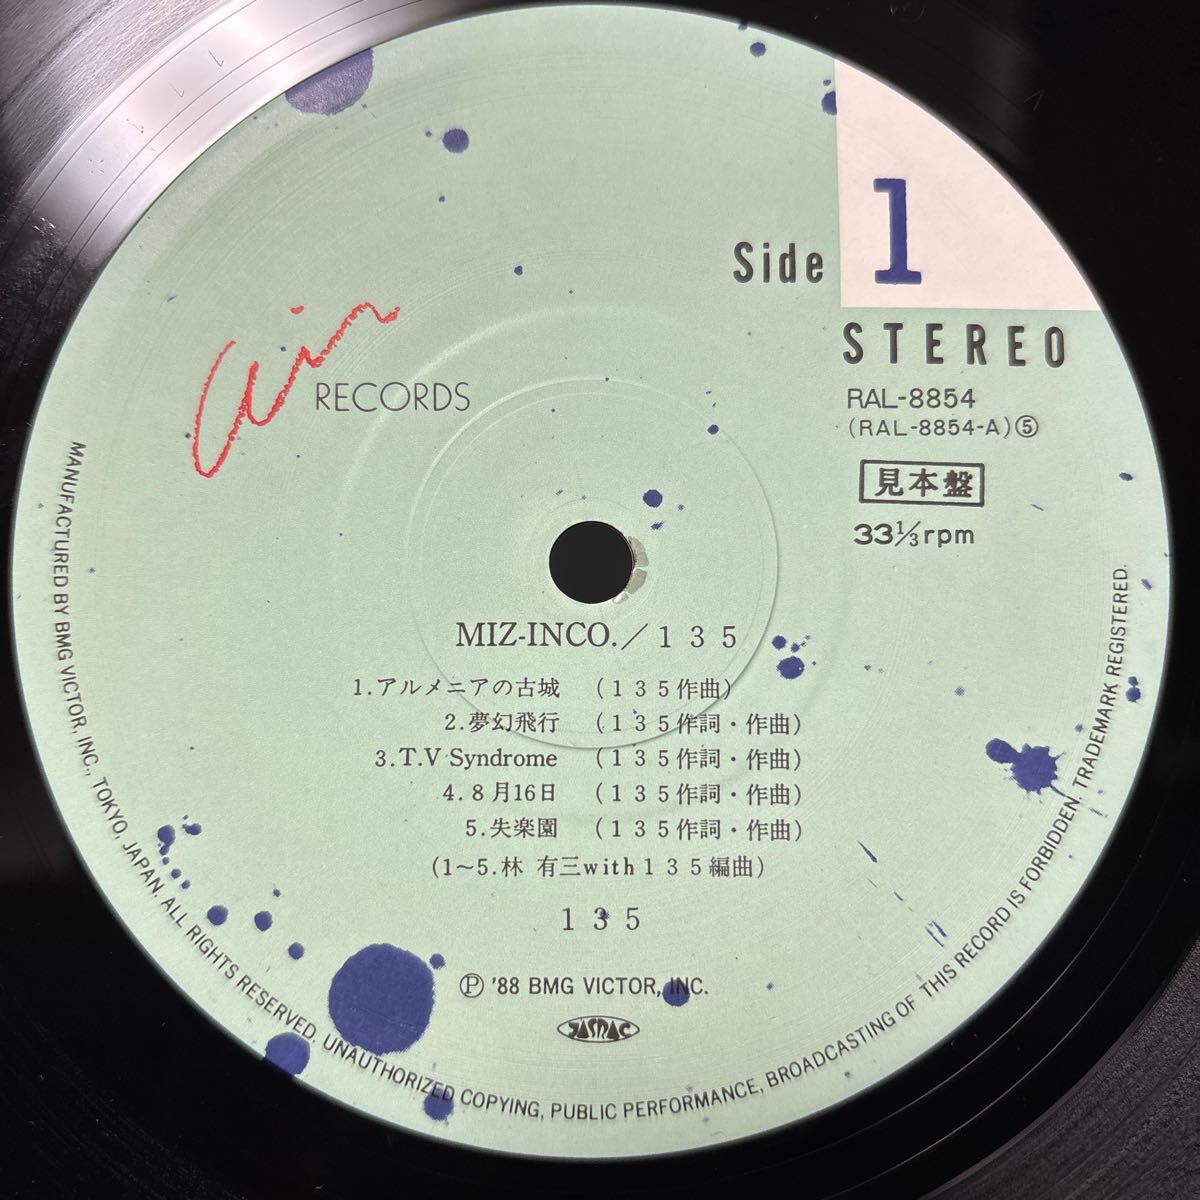 Side 1
STEREO
Air
RECORDS
RAL-8854
(RAL-8854-A)⑤
見本盤
33⅓rpm
MIZ-INCO.／１３５
1.アルメニアの古城 （１３５作曲）
2.夢幻飛行 （１３５作詞・作曲）
3.T.V Syndrome （１３５作詞・作曲）
4.８月16日 （１３５作詞・作曲）
5.失楽園 （１３５作詞・作曲）
(1～5.林 有三with１３５編曲)
１３５
Ⓟ '88 BMG VICTOR, INC.
JASRAC
MANUFACTURED BY BMG VICTOR, INC., TOKYO, JAPAN. ALL RIGHTS RESERVED. UNAUTHORIZED COPYING, PUBLIC PERFORMANCE, BROADCASTING OF THIS RECORD IS FORBIDDEN. TRADEMARK REGISTERED.